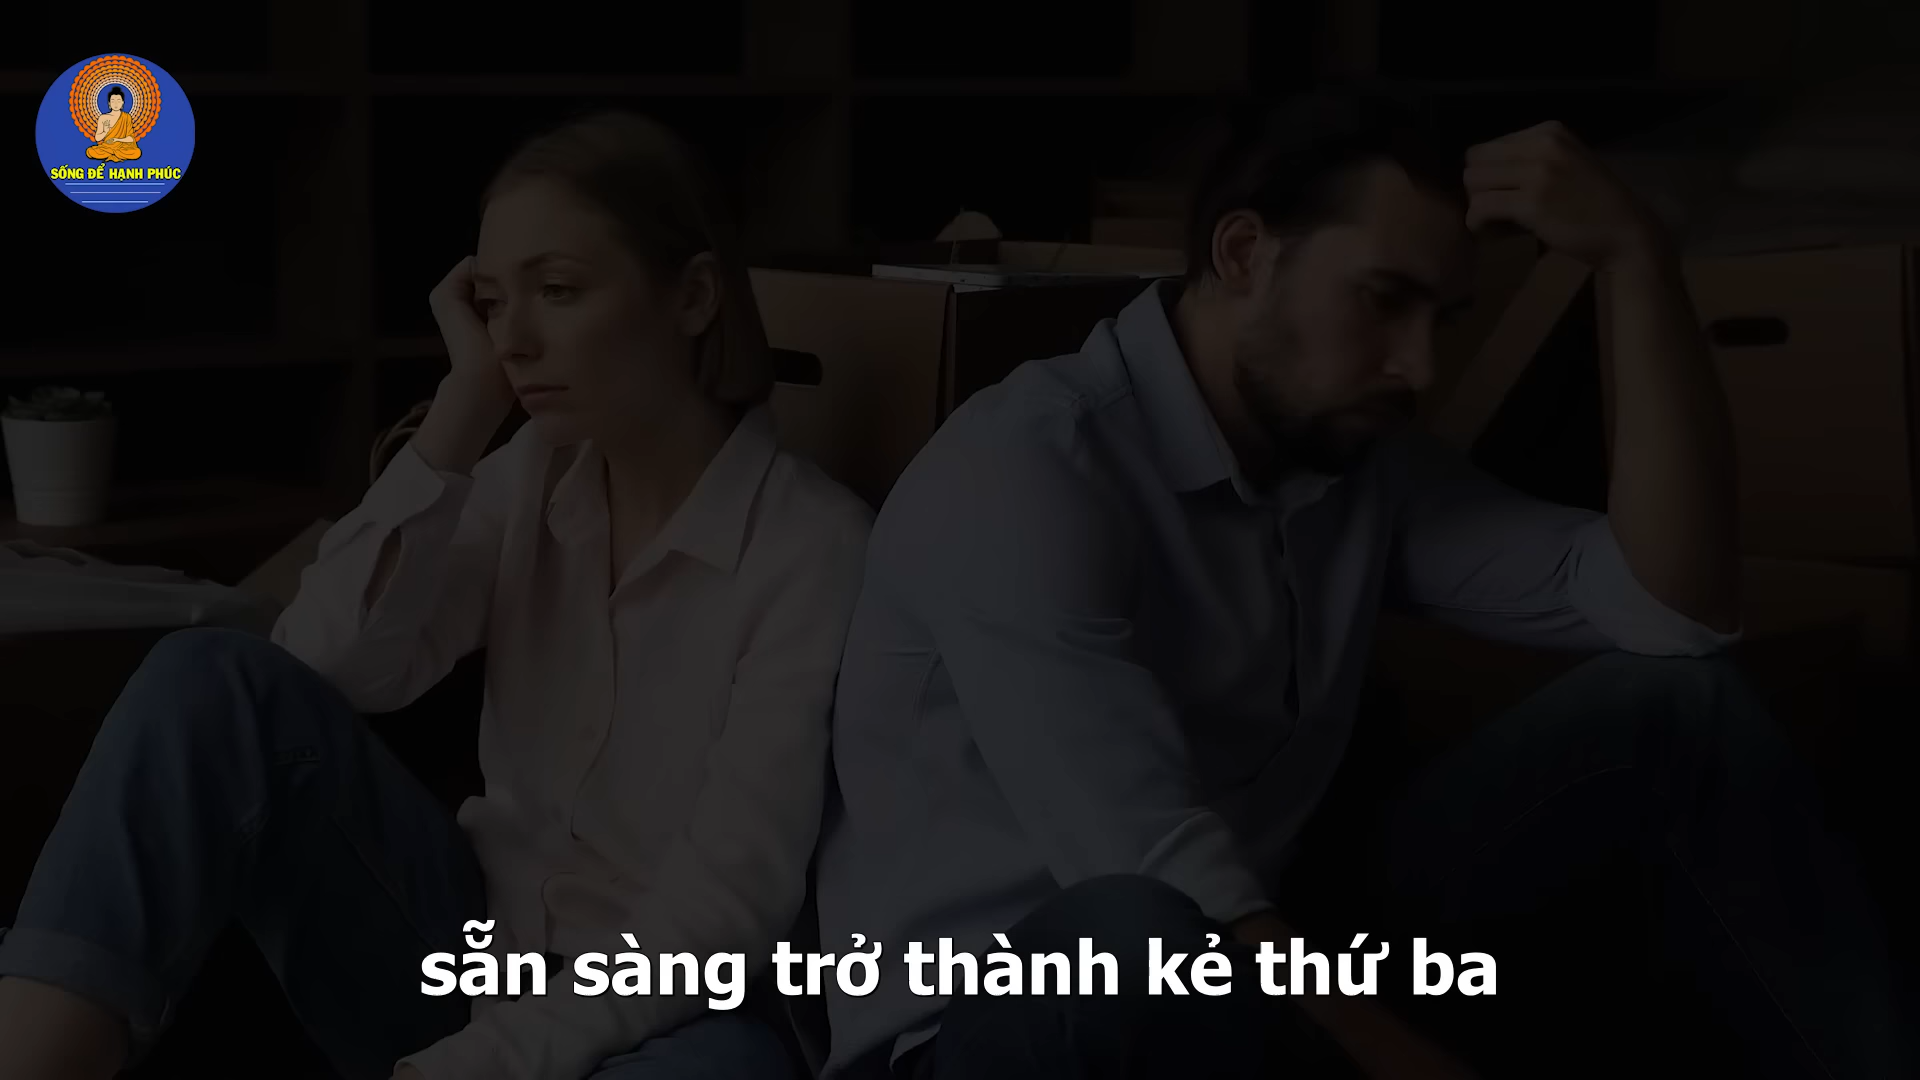 SỐNG ĐỂ HẠNH PHÚC
sẵn sàng trở thành kẻ thứ ba